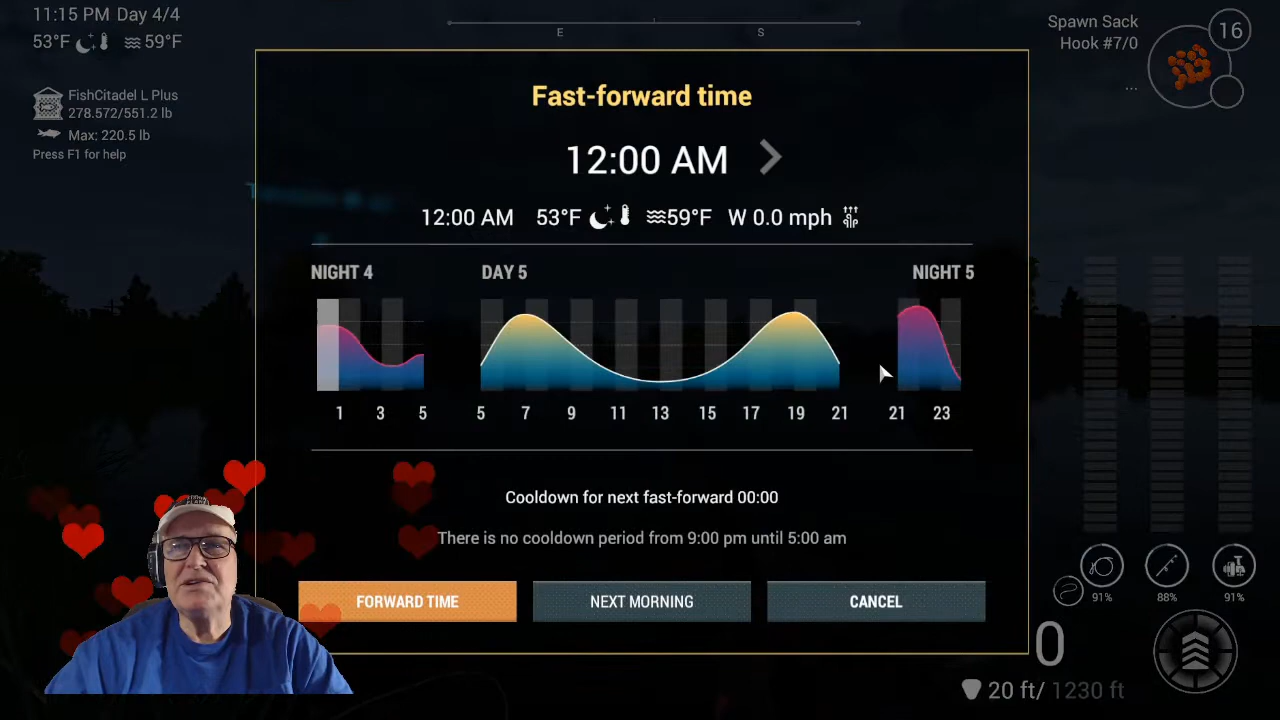 11:15 PM Day 4/4
53°F 59°F
FishCitadel L Plus
278.572/551.2 lb
Max: 220.5 lb
Press F1 for help
E S
Spawn Sack
Hook #7/0
...
16
Fast-forward time
12:00 AM
12:00 AM 53°F 59°F W 0.0 mph
NIGHT 4 DAY 5 NIGHT 5
1 3 5 5 7 9 11 13 15 17 19 21 21 23
Cooldown for next fast-forward 00:00
There is no cooldown period from 9:00 pm until 5:00 am
FORWARD TIME NEXT MORNING CANCEL
91% 88% 91%
0
20 ft/ 1230 ft